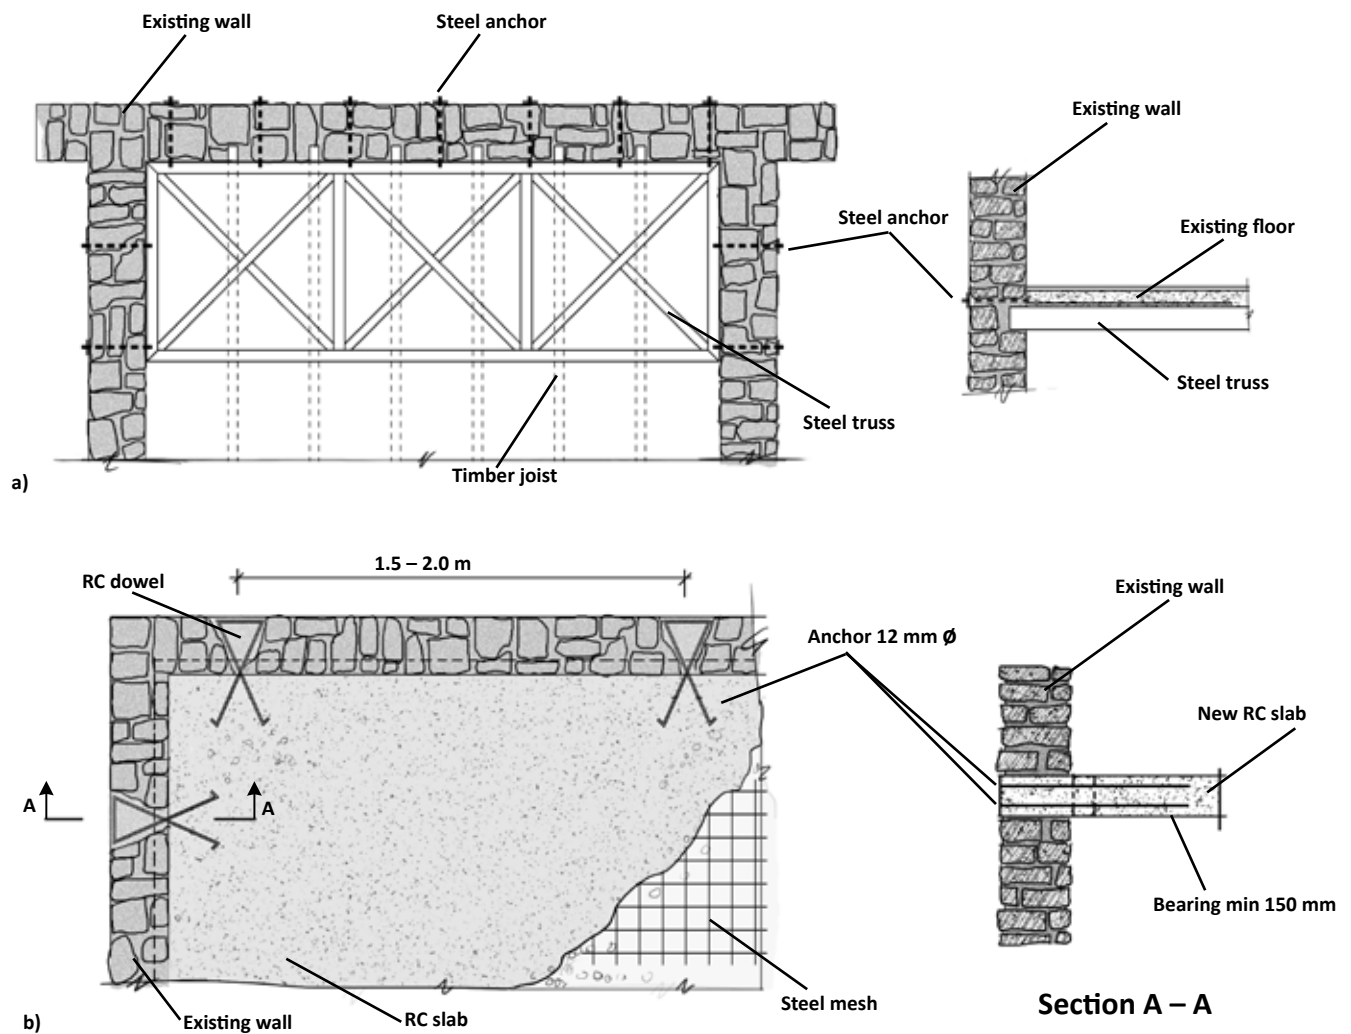 Existing wall
Steel anchor
Existing wall
Steel anchor
Existing floor
Steel truss
Steel truss
Timber joist
a)
1.5 – 2.0 m
RC dowel
Existing wall
Anchor 12 mm Ø
New RC slab
A
A
Bearing min 150 mm
Steel mesh
Section A – A
Existing wall
RC slab
b)